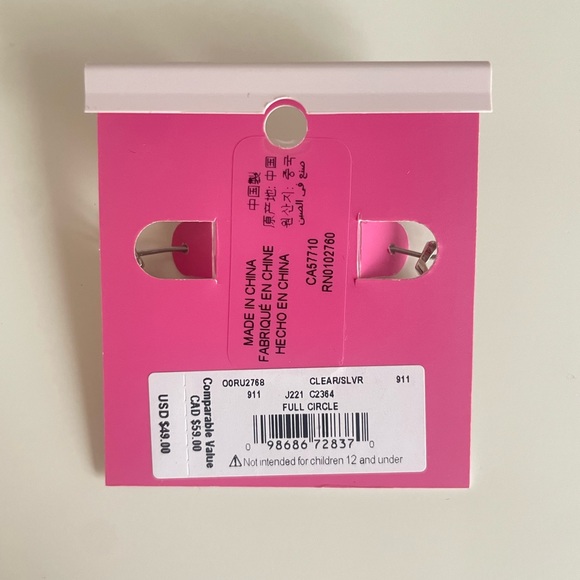 中国製
原产地: 中国
원산지: 중국
صنع في الصين
MADE IN CHINA
FABRIQUÉ EN CHINE
HECHO EN CHINA
CA57710
RN0102760
O0RU2768 CLEAR/SLVR 911
911 J221 C2364
FULL CIRCLE
0 98686 72837 0
⚠Not intended for children 12 and under
Comparable Value
CAD $59.00
USD $49.00